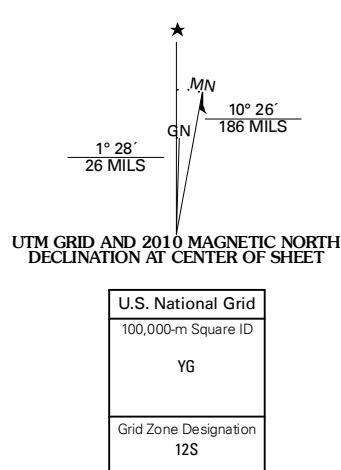 MN
GN
10° 26´
186 MILS
1° 28´
26 MILS
UTM GRID AND 2010 MAGNETIC NORTH
DECLINATION AT CENTER OF SHEET
U.S. National Grid
100,000-m Square ID
YG
Grid Zone Designation
12S